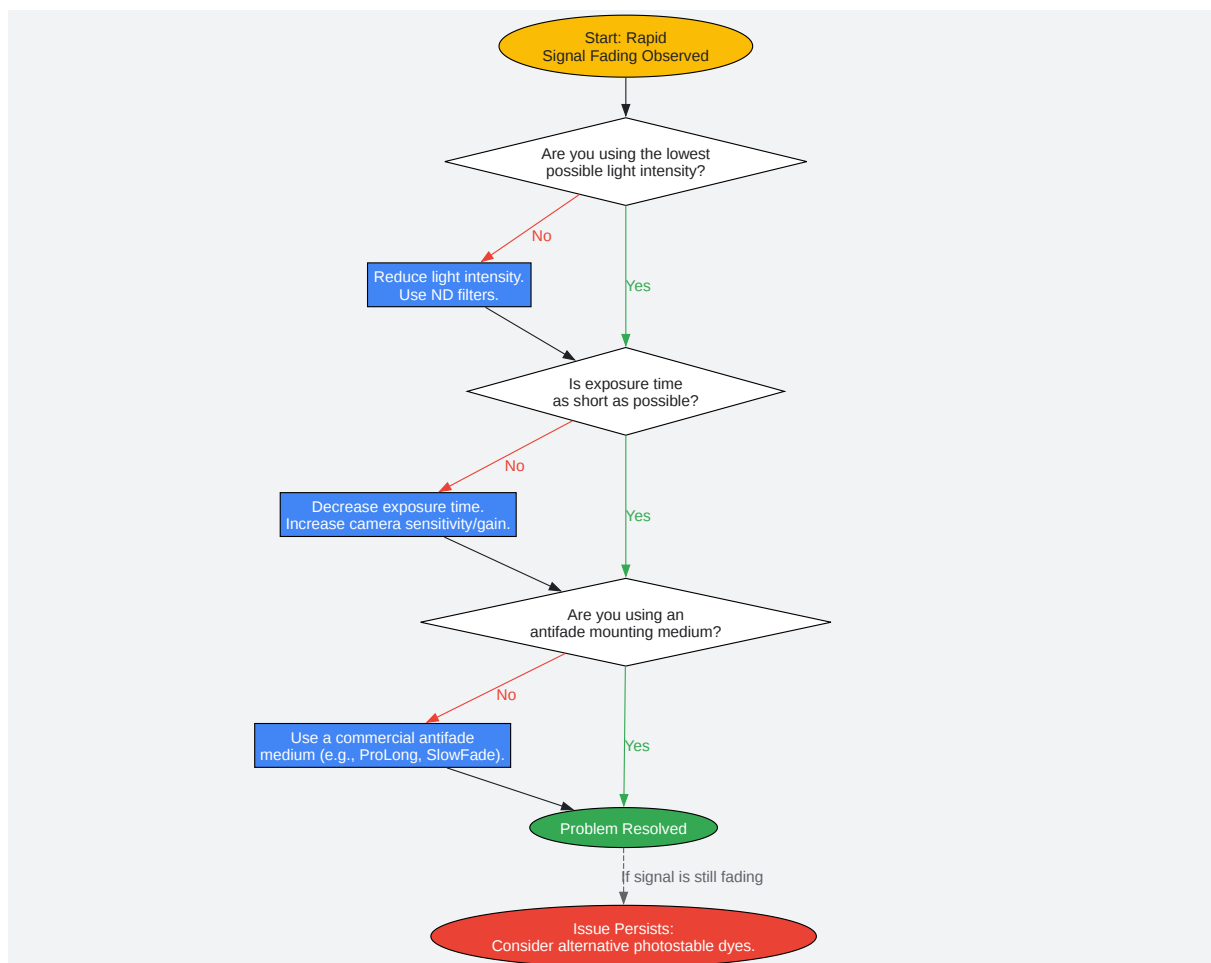 Start: Rapid
Signal Fading Observed
Are you using the lowest
possible light intensity?
No
Reduce light intensity.
Use ND filters.
Yes
Is exposure time
as short as possible?
No
Decrease exposure time.
Increase camera sensitivity/gain.
Yes
Are you using an
antifade mounting medium?
No
Use a commercial antifade
medium (e.g., ProLong, SlowFade).
Yes
Problem Resolved
If signal is still fading
Issue Persists:
Consider alternative photostable dyes.